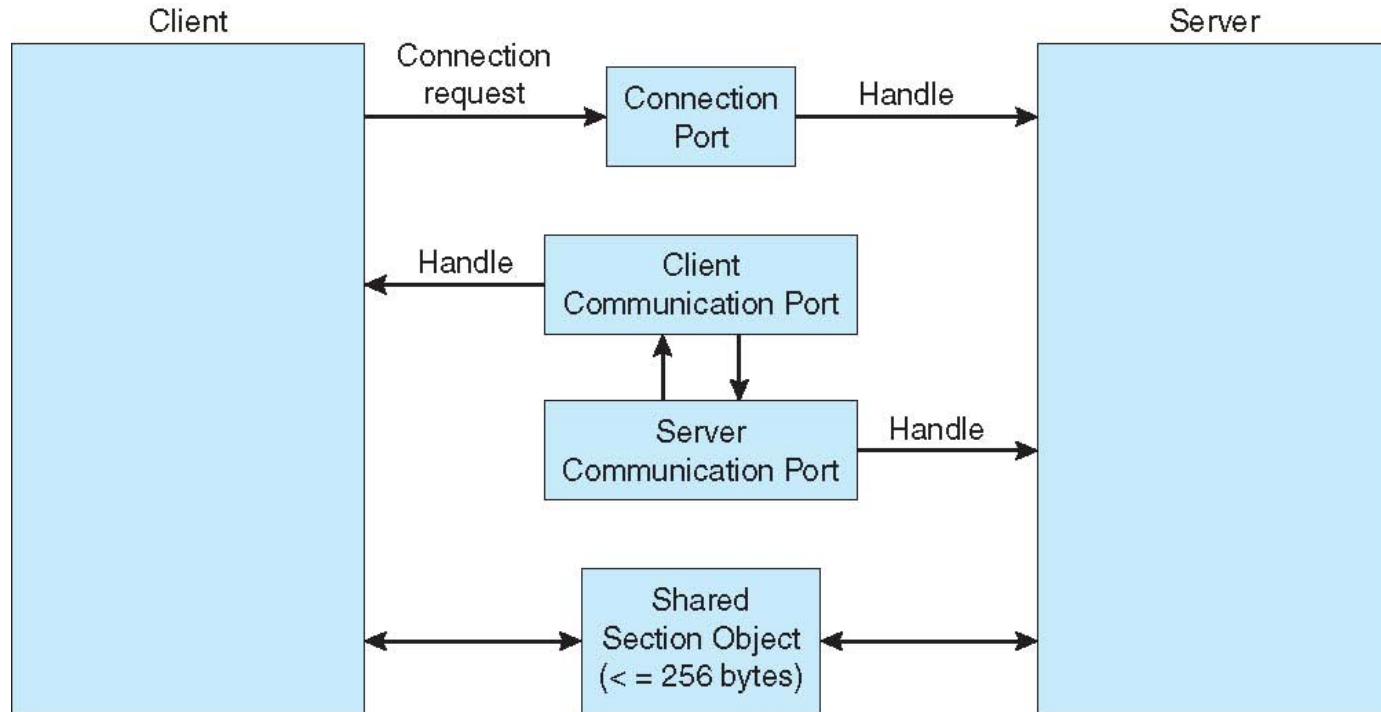 Client
Server
Connection
request
Connection
Port
Handle
Handle
Client
Communication Port
Server
Communication Port
Handle
Shared
Section Object
(< = 256 bytes)